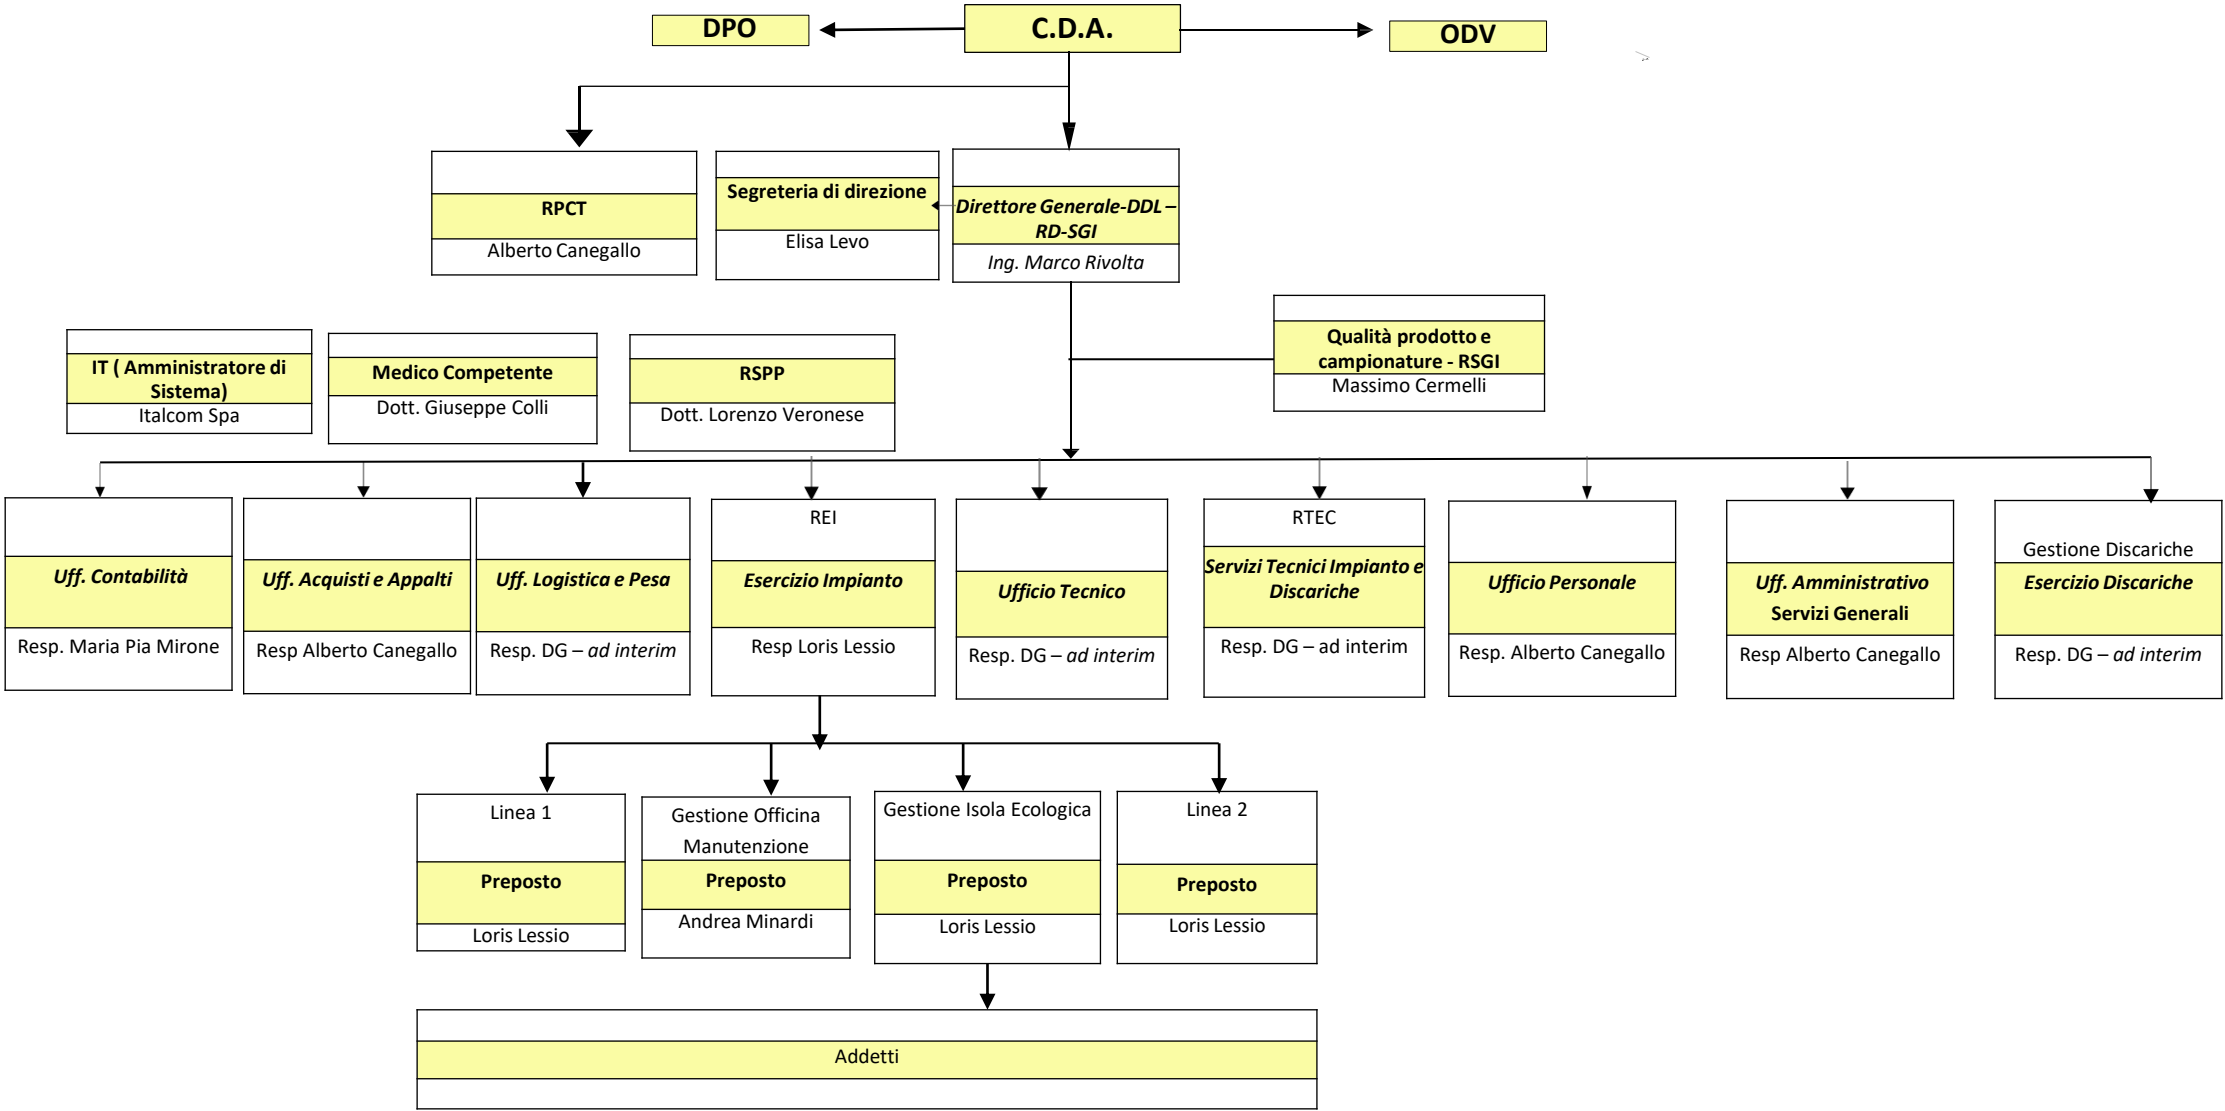 DPO
C.D.A.
ODV
RPCT
Alberto Canegallo
Segreteria di direzione
Elisa Levo
Direttore Generale-DDL –
RD-SGI
Ing. Marco Rivolta
IT ( Amministratore di
Sistema)
Italcom Spa
Medico Competente
Dott. Giuseppe Colli
RSPP
Dott. Lorenzo Veronese
Qualità prodotto e
campionature - RSGI
Massimo Cermelli
Uff. Contabilità
Resp. Maria Pia Mirone
Uff. Acquisti e Appalti
Resp Alberto Canegallo
Uff. Logistica e Pesa
Resp. DG – ad interim
REI
Esercizio Impianto
Resp Loris Lessio
Ufficio Tecnico
Resp. DG – ad interim
RTEC
Servizi Tecnici Impianto e
Discariche
Resp. DG – ad interim
Ufficio Personale
Resp. Alberto Canegallo
Uff. Amministrativo
Servizi Generali
Resp Alberto Canegallo
Gestione Discariche
Esercizio Discariche
Resp. DG – ad interim
Linea 1
Preposto
Loris Lessio
Gestione Officina
Manutenzione
Preposto
Andrea Minardi
Gestione Isola Ecologica
Preposto
Loris Lessio
Linea 2
Preposto
Loris Lessio
Addetti